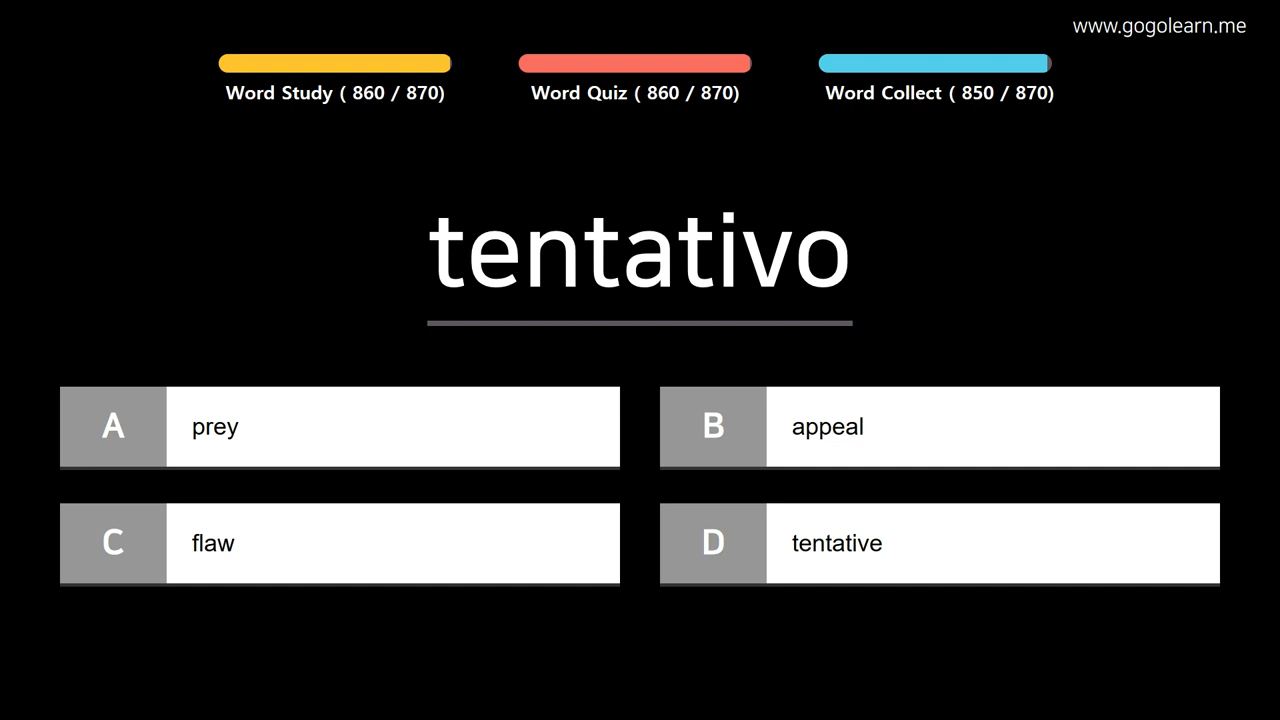 www.gogolearn.me
Word Study ( 860 / 870)
Word Quiz ( 860 / 870)
Word Collect ( 850 / 870)
tentativo
A prey
B appeal
C flaw
D tentative